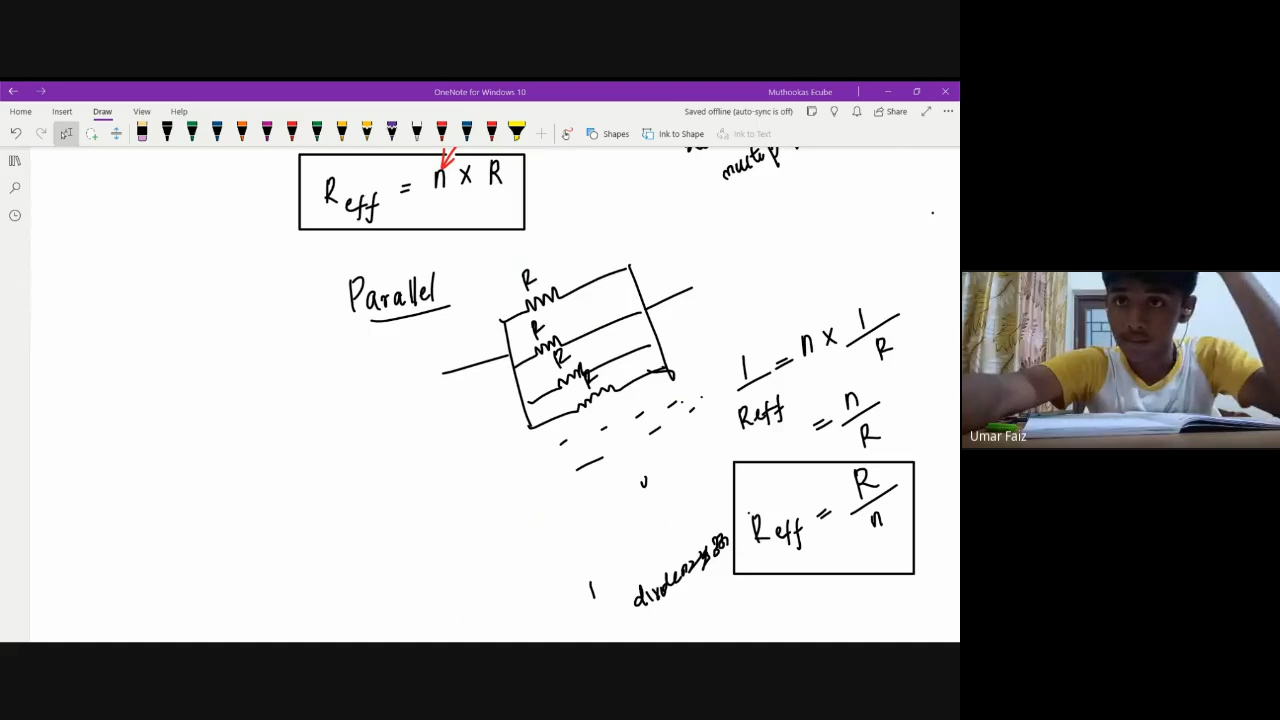 OneNote for Windows 10
Muthookas Ecube
Home Insert Draw View Help
Saved offline (auto-sync is off)
Share
Shapes
Ink to Shape
Ink to Text
R eff = n × R
Parallel
R
R
R
R
1/Reff = n × 1/R
= n/R
Reff = R/n
Umar Faiz